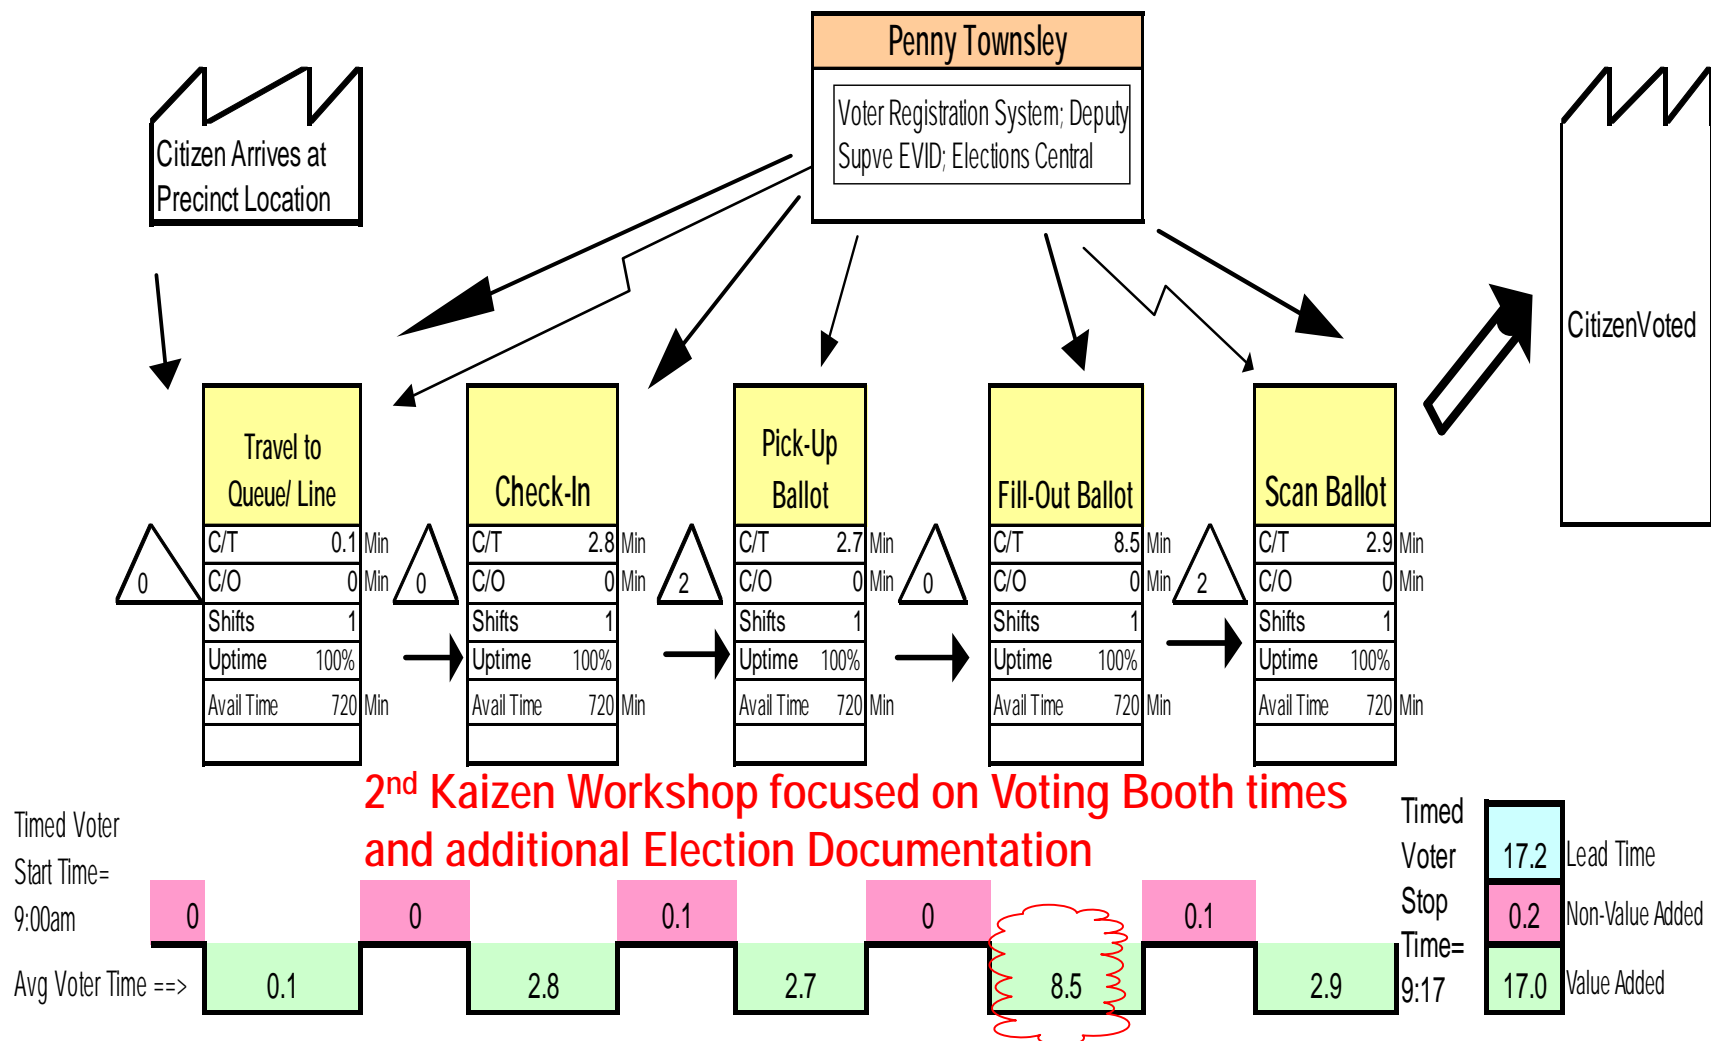 Penny Townsley
Voter Registration System; Deputy
Supve EVID; Elections Central
Citizen Arrives at
Precinct Location
CitizenVoted
Travel to
Queue/ Line
Check-In
Pick-Up
Ballot
Fill-Out Ballot
Scan Ballot
0
C/T 0.1 Min
C/O 0 Min
Shifts 1
Uptime 100%
Avail Time 720 Min
0
C/T 2.8 Min
C/O 0 Min
Shifts 1
Uptime 100%
Avail Time 720 Min
2
C/T 2.7 Min
C/O 0 Min
Shifts 1
Uptime 100%
Avail Time 720 Min
0
C/T 8.5 Min
C/O 0 Min
Shifts 1
Uptime 100%
Avail Time 720 Min
2
C/T 2.9 Min
C/O 0 Min
Shifts 1
Uptime 100%
Avail Time 720 Min
2nd Kaizen Workshop focused on Voting Booth times
and additional Election Documentation
Timed Voter
Start Time=
9:00am
0 0 0.1 0 0.1
Avg Voter Time ==> 0.1 2.8 2.7 8.5 2.9
Timed
Voter
Stop
Time=
9:17
17.2 Lead Time
0.2 Non-Value Added
17.0 Value Added